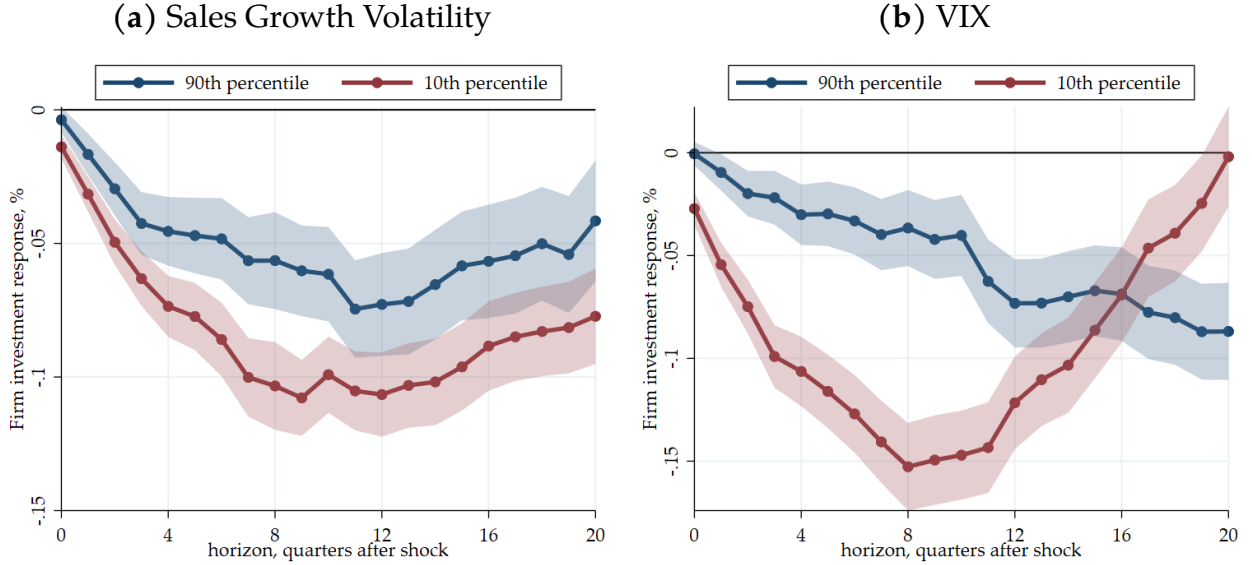 (a) Sales Growth Volatility
90th percentile 10th percentile
0
-.05
-.1
-.15
Firm investment response, %
0 4 8 12 16 20
horizon, quarters after shock
(b) VIX
90th percentile 10th percentile
0
-.05
-.1
-.15
Firm investment response, %
0 4 8 12 16 20
horizon, quarters after shock